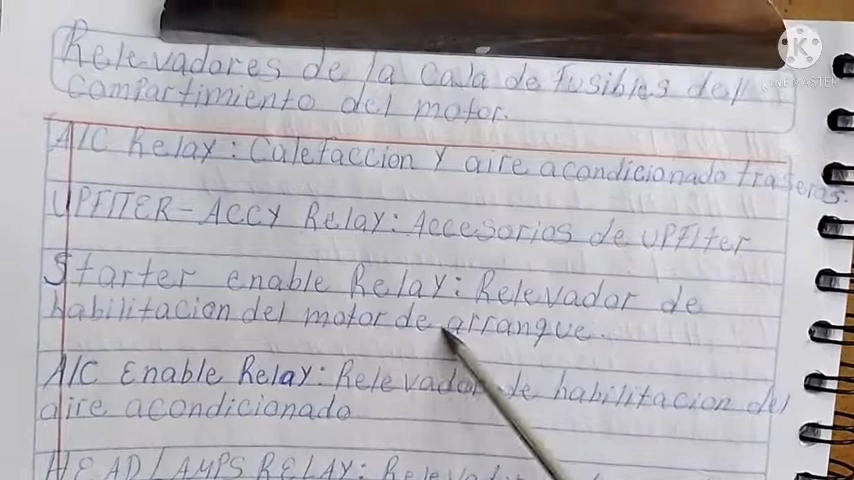 Relevadores de la caja de fusibles del
compartimiento del motor.
KINEMASTER
A/C Relay: Calefaccion y aire acondicionado traseros.
UPFITER-ACCY Relay: Accesorios de UPFITer
Starter enable Relay: Relevador de
habilitacion del motor de arranque.
A/C Enable Relay: Relevador de habilitacion del
aire acondicionado
HEADLAMPS RELAY: